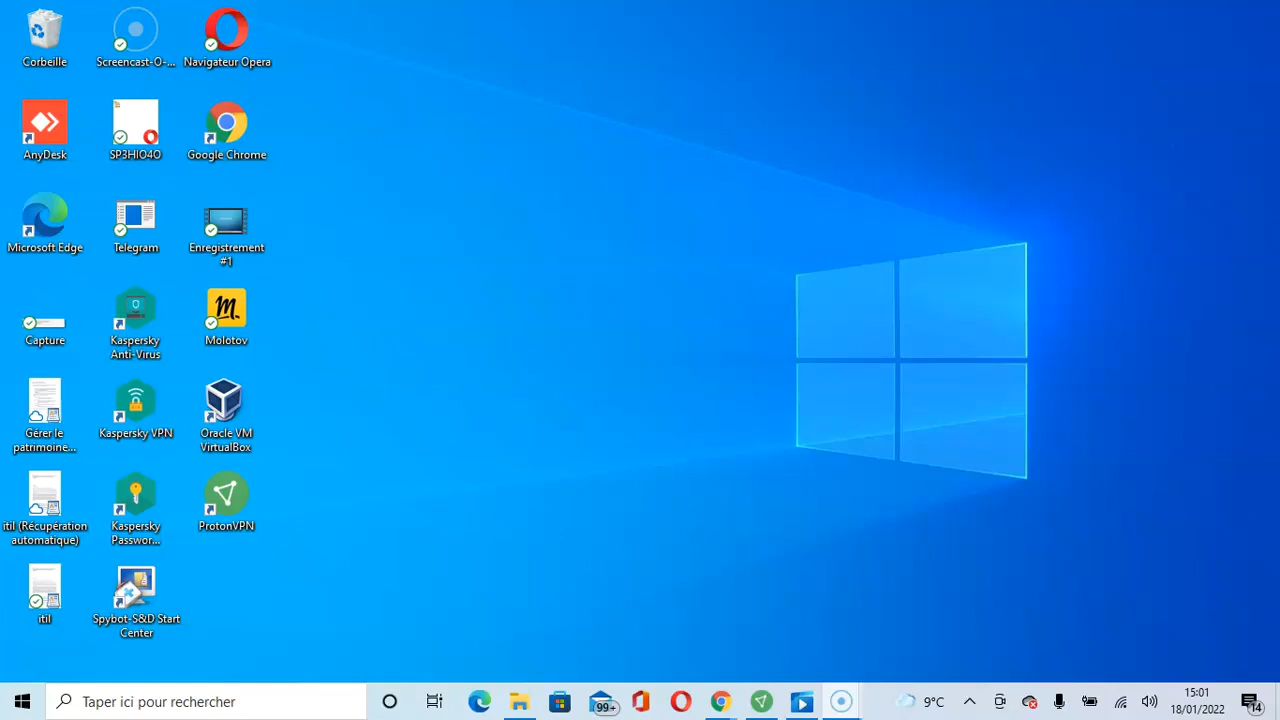 Corbeille
Screencast-O-...
Navigateur Opera
AnyDesk
SP3HIO4O
Google Chrome
Microsoft Edge
Telegram
Enregistrement
#1
Capture
Kaspersky
Anti-Virus
m.
Molotov
Gérer le
patrimoine...
Kaspersky VPN
Oracle VM
VirtualBox
itil (Récupération
automatique)
Kaspersky
Passwor...
ProtonVPN
itil
Spybot-S&D Start
Center
Taper ici pour rechercher
99+
9°C
15:01
18/01/2022
14